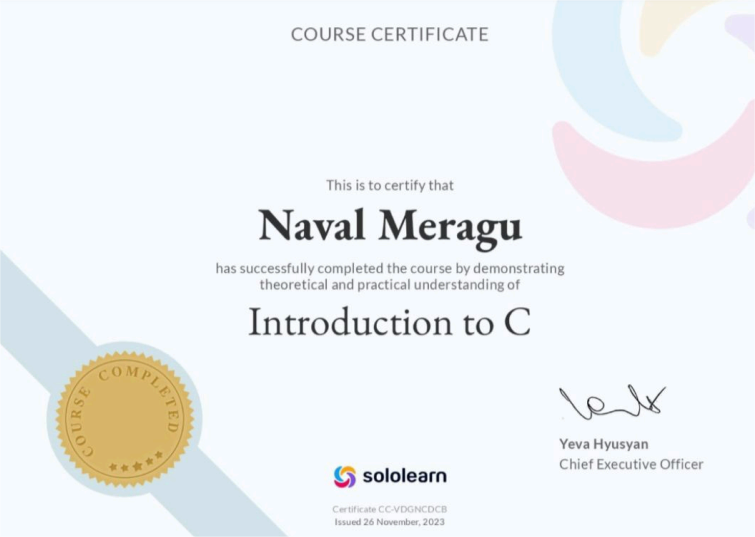 COURSE CERTIFICATE
This is to certify that
Naval Meragu
has successfully completed the course by demonstrating
theoretical and practical understanding of
Introduction to C
COURSE COMPLETED
Yeva Hyusyan
Chief Executive Officer
sololearn
Certificate CC-VDGNCDCB
Issued 26 November, 2023